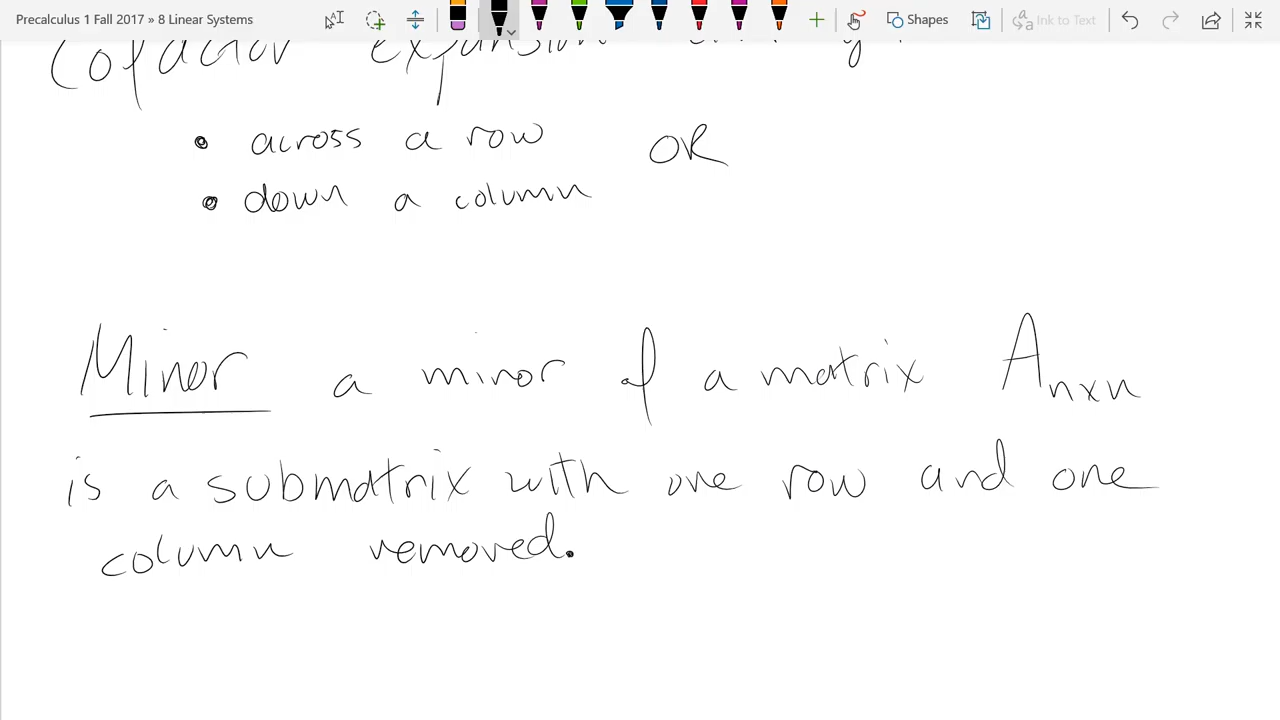 Precalculus 1 Fall 2017 » 8 Linear Systems
Shapes
Ink to Text
Cofactor expansion
• across a row OR
• down a column
Minor a minor of a matrix Anxn
is a submatrix with one row and one
column removed.